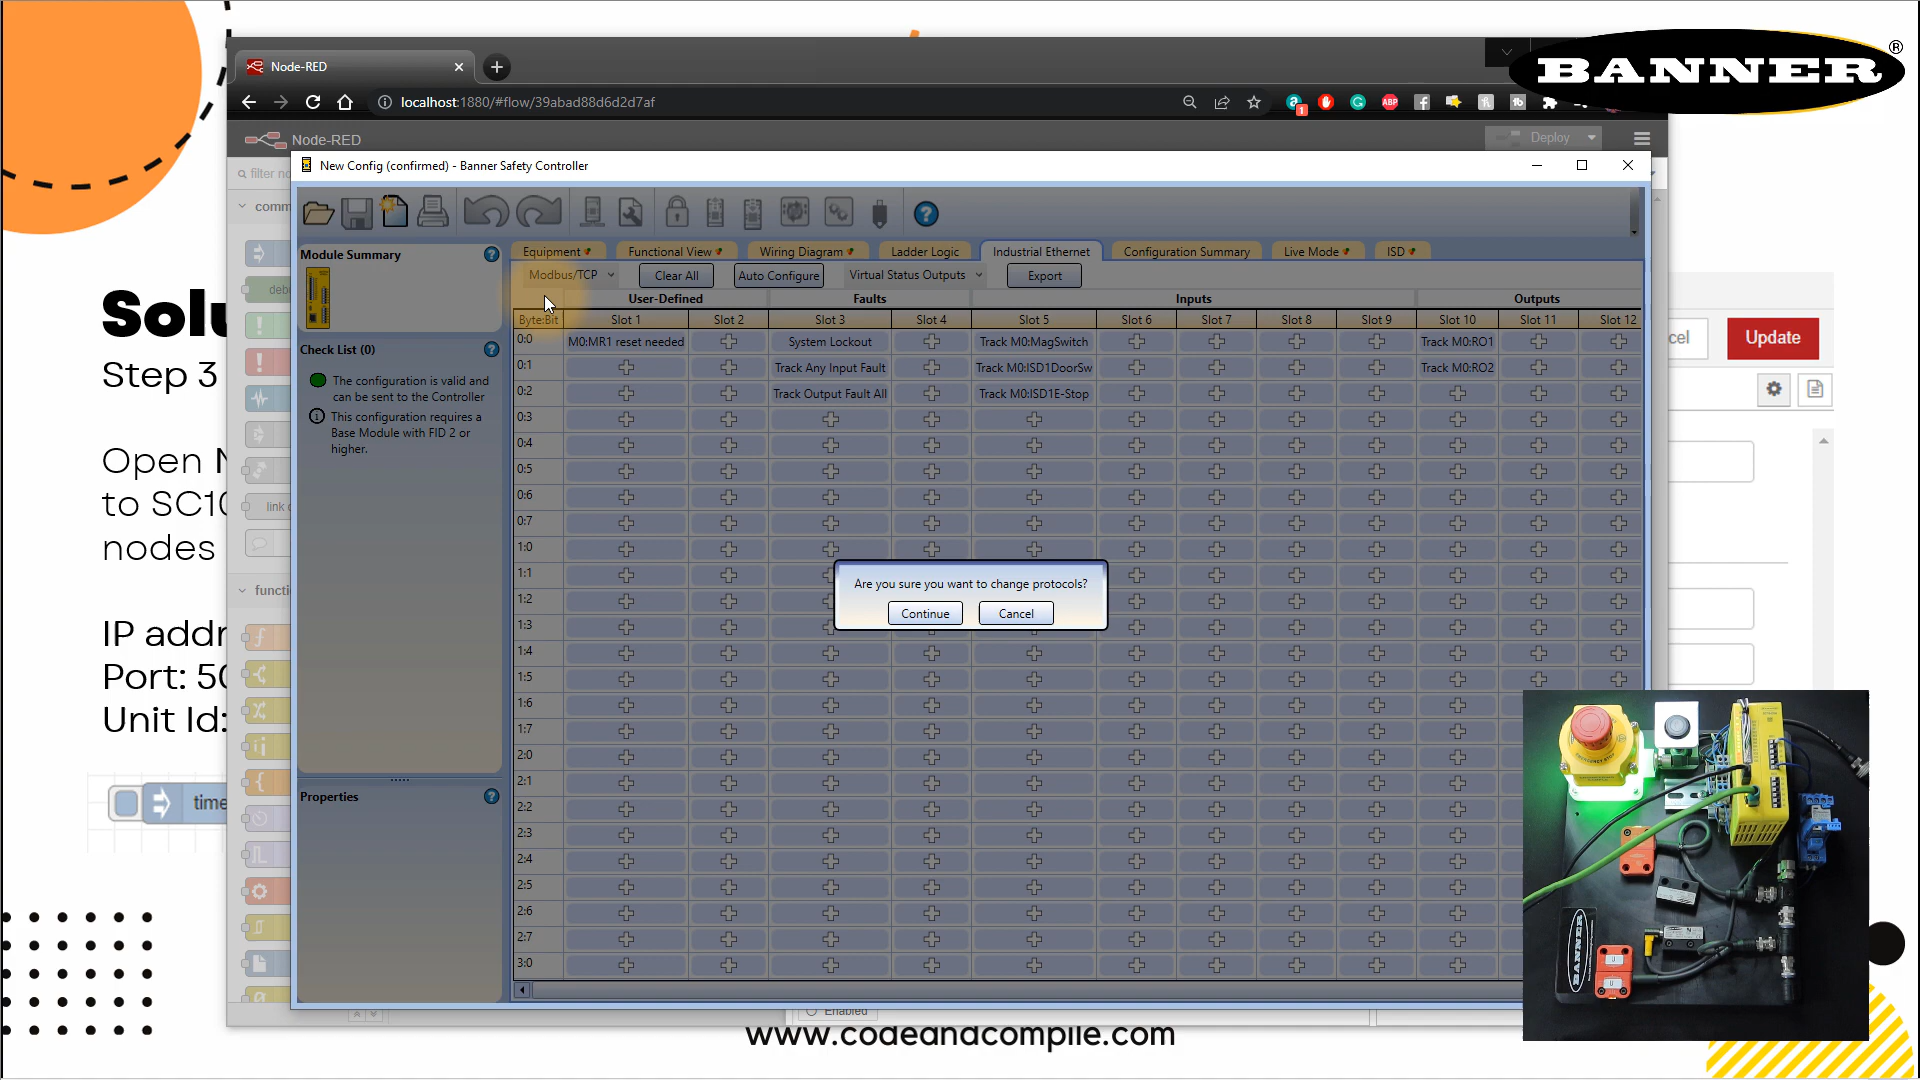 BANNER®
Node-RED
localhost:1880/#flow/39abad88d6d2d7af
1
ABP
Node-RED
Deploy
New Config (confirmed) - Banner Safety Controller
filter no
comm
Module Summary
Equipment
Functional View
Wiring Diagram
Ladder Logic
Industrial Ethernet
Configuration Summary
Live Mode
ISD
Modbus/TCP
Clear All
Auto Configure
Virtual Status Outputs
Export
User-Defined
Faults
Inputs
Outputs
Byte:Bit
Slot 1
Slot 2
Slot 3
Slot 4
Slot 5
Slot 6
Slot 7
Slot 8
Slot 9
Slot 10
Slot 11
Slot 12
0:0
M0:MR1 reset needed
System Lockout
Track M0:MagSwitch
Track M0:RO1
0:1
Track Any Input Fault
Track M0:ISD1DoorSw
Track M0:RO2
0:2
Track Output Fault All
Track M0:ISD1E-Stop
0:3
0:4
0:5
0:6
0:7
1:0
1:1
1:2
1:3
1:4
1:5
1:6
1:7
2:0
2:1
2:2
2:3
2:4
2:5
2:6
2:7
3:0
Check List (0)
The configuration is valid and
can be sent to the Controller
This configuration requires a
Base Module with FID 2 or
higher.
Properties
Are you sure you want to change protocols?
Continue
Cancel
Solu
Step 3
Open N
to SC10
nodes
IP addr
Port: 50
Unit Id:
time
deb
link c
functi
cel
Update
Enabled
BANNER
www.codeandcompile.com